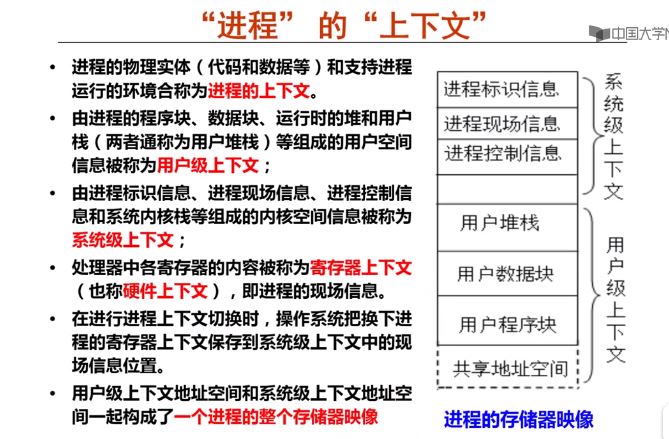 “进程” 的“上下文”
中国大学
• 进程的物理实体（代码和数据等）和支持进程
运行的环境合称为进程的上下文。
• 由进程的程序块、数据块、运行时的堆和用户
栈（两者通称为用户堆栈）等组成的用户空间
信息被称为用户级上下文；
• 由进程标识信息、进程现场信息、进程控制信
息和系统内核栈等组成的内核空间信息被称为
系统级上下文；
• 处理器中各寄存器的内容被称为寄存器上下文
（也称硬件上下文），即进程的现场信息。
• 在进行进程上下文切换时，操作系统把换下进
程的寄存器上下文保存到系统级上下文中的现
场信息位置。
• 用户级上下文地址空间和系统级上下文地址空
间一起构成了一个进程的整个存储器映像
进程标识信息
进程现场信息
进程控制信息
系统级上下文
用户堆栈
用户数据块
用户程序块
共享地址空间
用户级上下文
进程的存储器映像